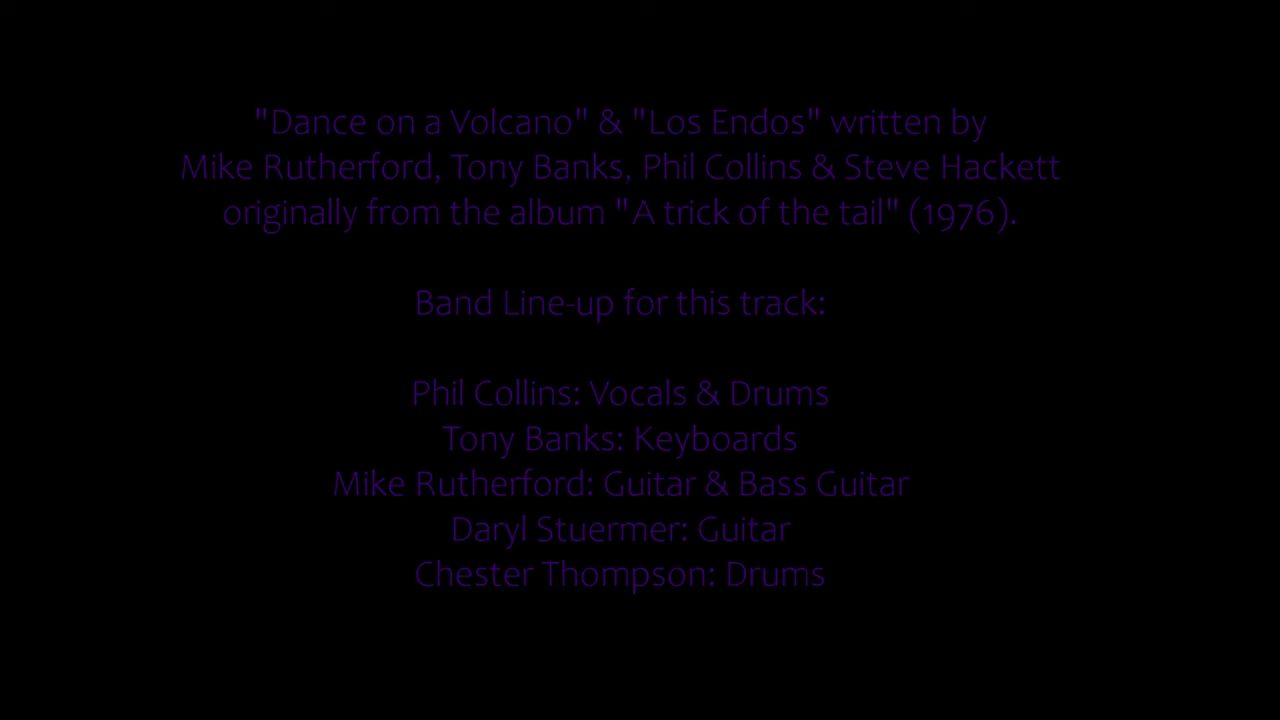 "Dance on a Volcano" & "Los Endos" written by
Mike Rutherford, Tony Banks, Phil Collins & Steve Hackett
originally from the album "A trick of the tail" (1976).
Band Line-up for this track:
Phil Collins: Vocals & Drums
Tony Banks: Keyboards
Mike Rutherford: Guitar & Bass Guitar
Daryl Stuermer: Guitar
Chester Thompson: Drums